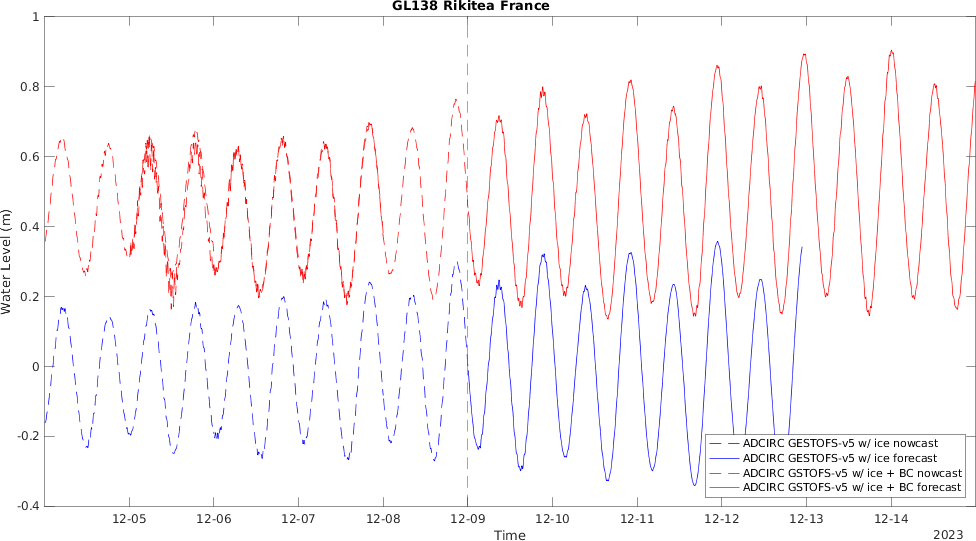 GL138 Rikitea France
Water Level (m)
1
0.8
0.6
0.4
0.2
0
-0.2
-0.4
ADCIRC GESTOFS-v5 w/ ice nowcast
ADCIRC GESTOFS-v5 w/ ice forecast
ADCIRC GSTOFS-v5 w/ ice + BC nowcast
ADCIRC GSTOFS-v5 w/ ice + BC forecast
12-05 12-06 12-07 12-08 12-09 12-10 12-11 12-12 12-13 12-14
Time
2023